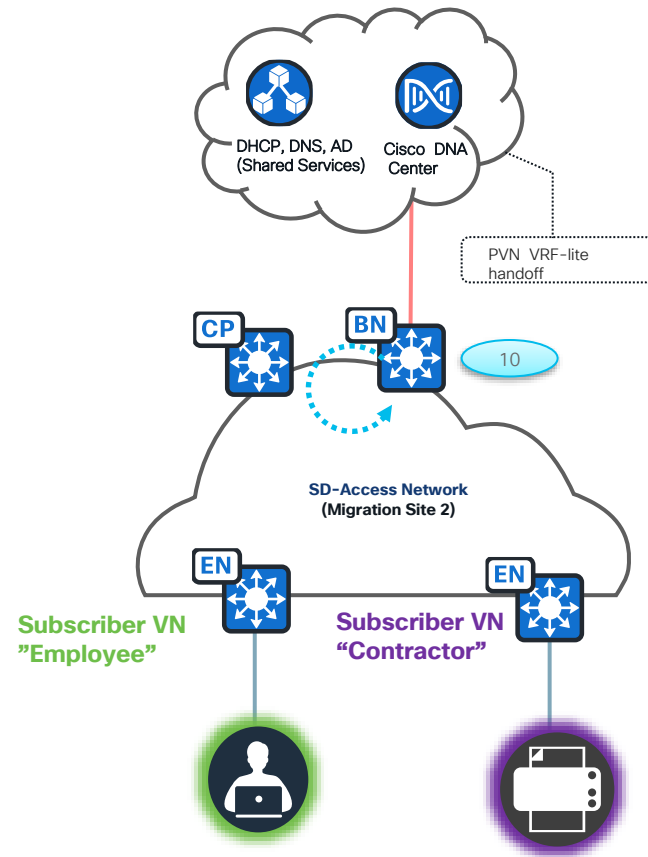 DHCP, DNS, AD
(Shared Services)
Cisco DNA
Center
PVN VRF-lite
handoff
CP
BN
10
SD-Access Network
(Migration Site 2)
EN
EN
Subscriber VN
”Employee”
Subscriber VN
“Contractor”